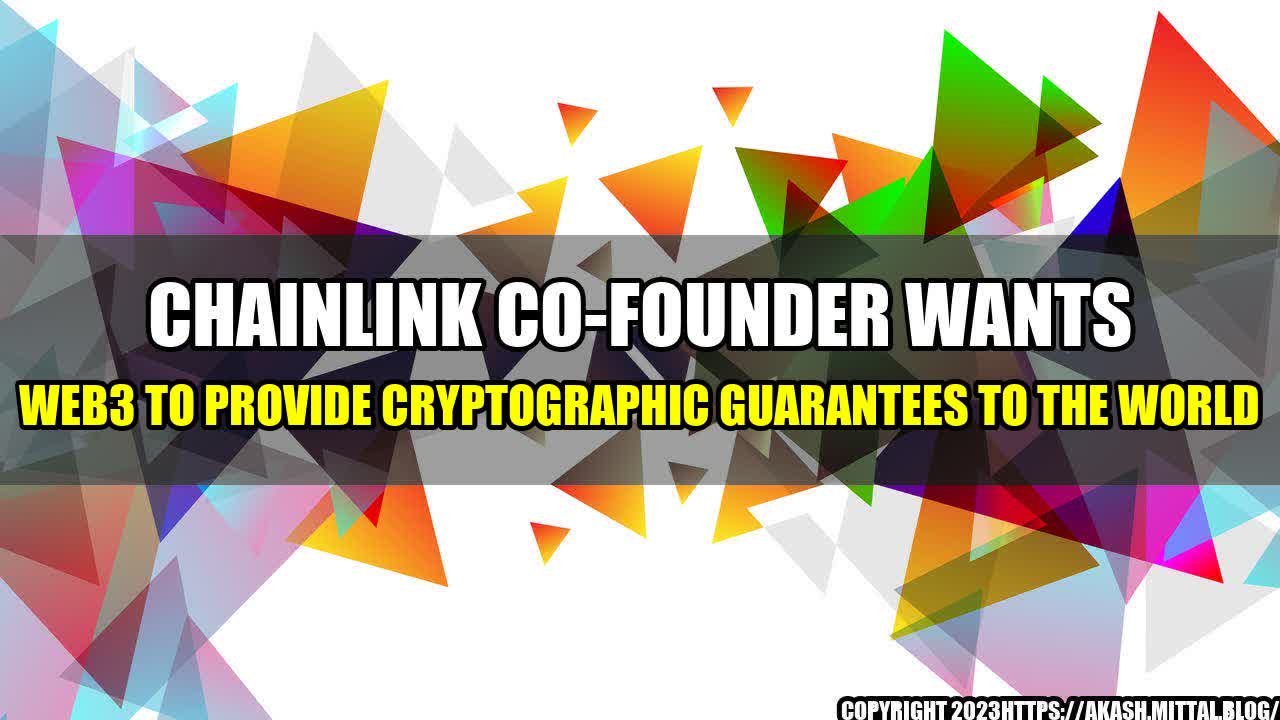 CHAINLINK CO-FOUNDER WANTS
WEB3 TO PROVIDE CRYPTOGRAPHIC GUARANTEES TO THE WORLD
COPYRIGHT 2023HTTPS://AKASH.MITTAL.BLOG/